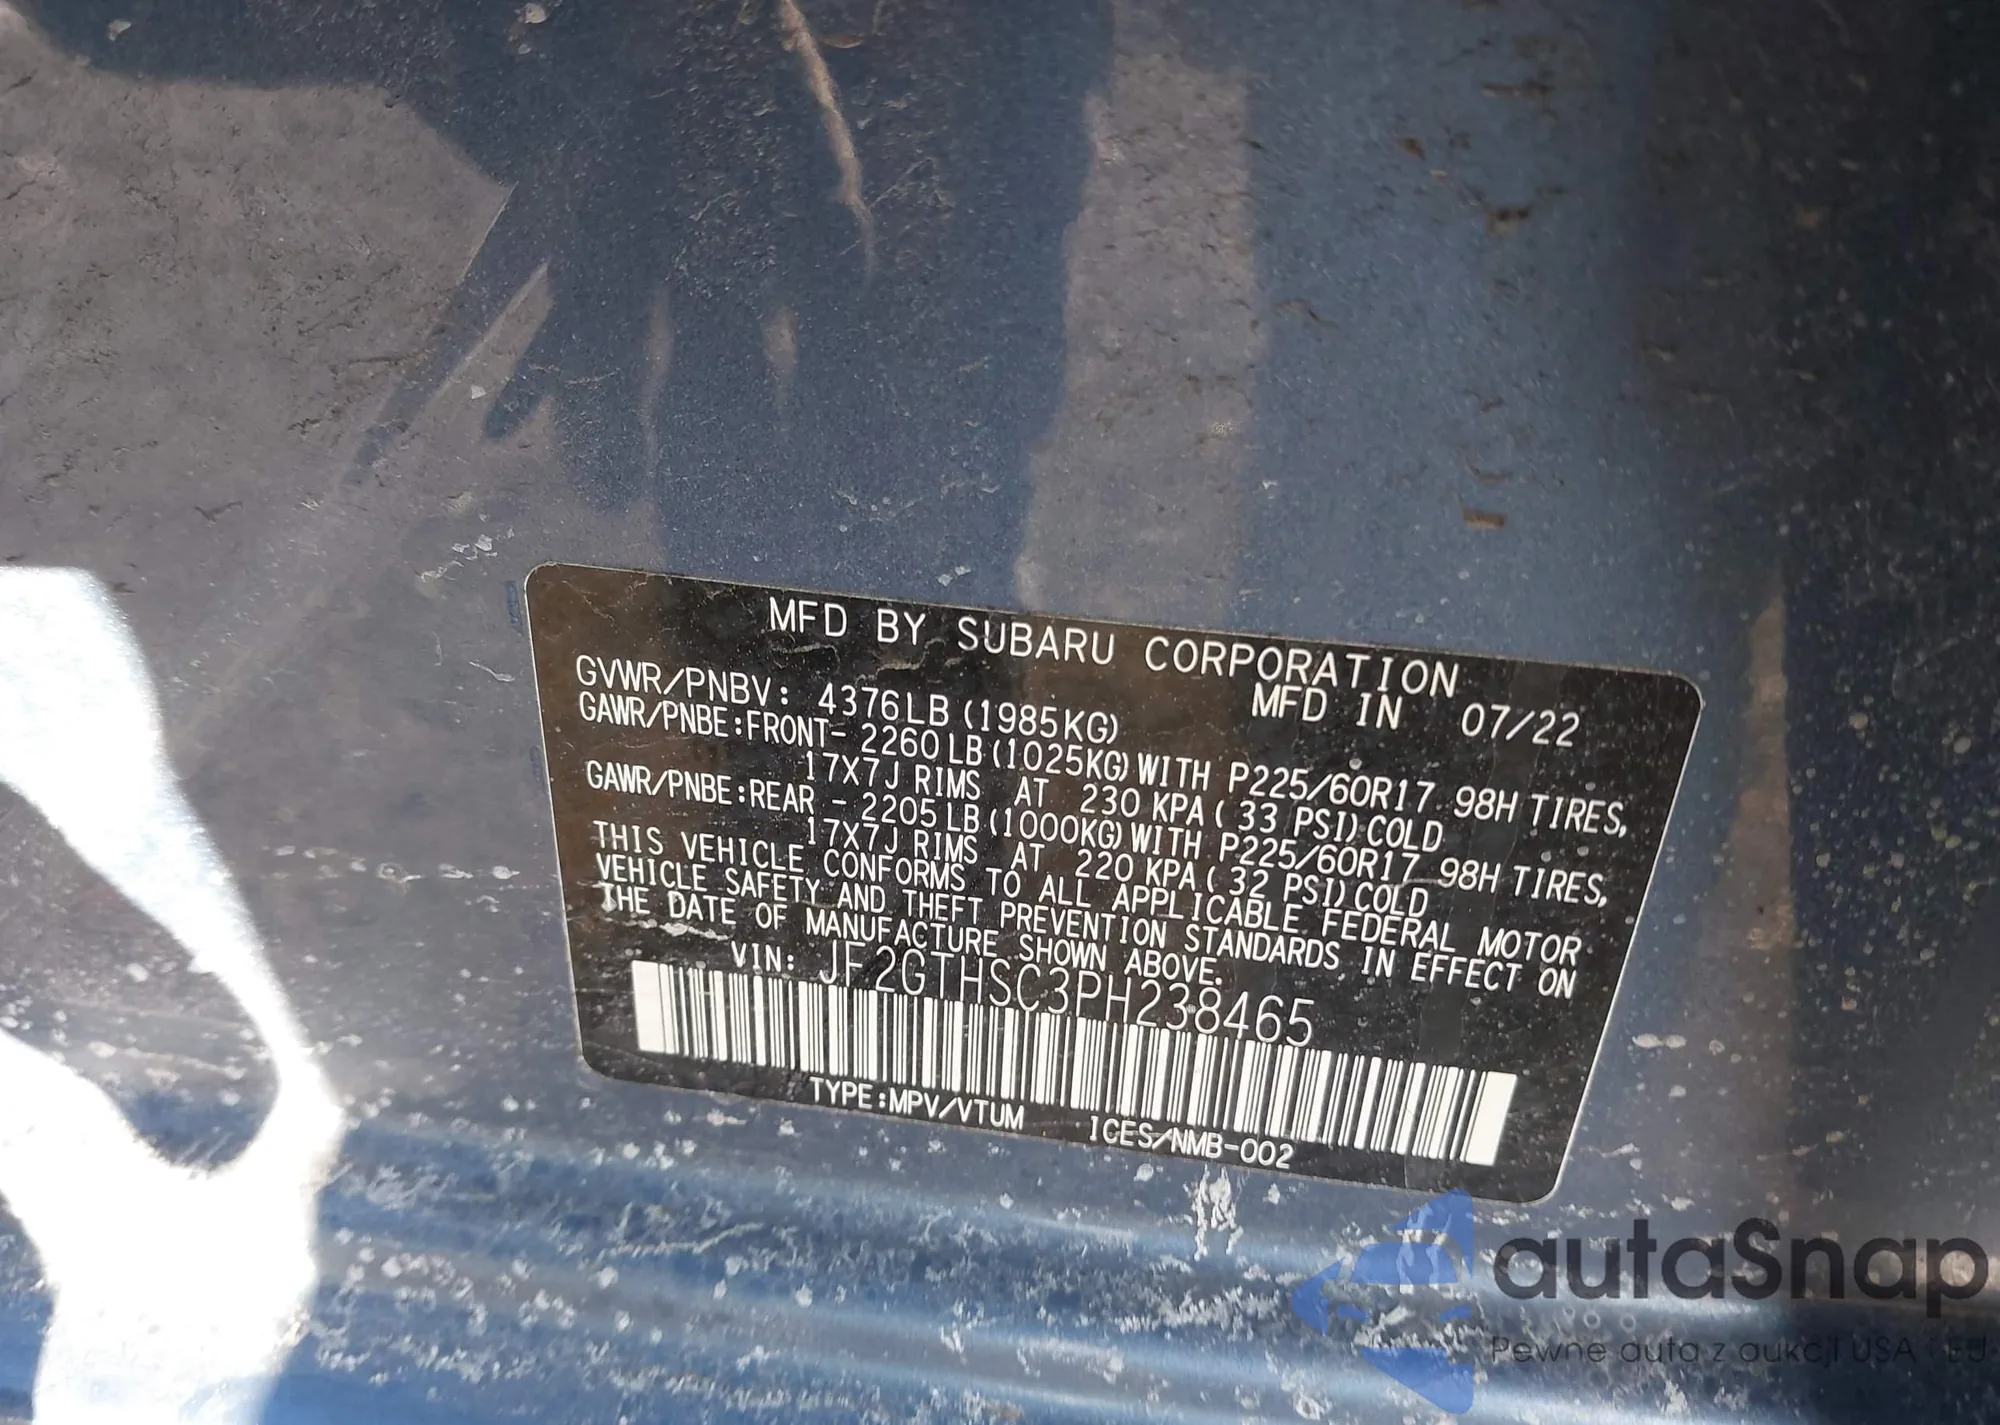 MFD BY SUBARU CORPORATION
GVWR/PNBV: 4376LB (1985KG) MFD IN 07/22
GAWR/PNBE:FRONT- 2260LB (1025KG) WITH P225/60R17 98H TIRES,
17X7J RIMS AT 230 KPA( 33 PSI) COLD
GAWR/PNBE:REAR - 2205LB (1000KG) WITH P225/60R17 98H TIRES,
17X7J RIMS AT 220 KPA( 32 PSI) COLD
THIS VEHICLE CONFORMS TO ALL APPLICABLE FEDERAL MOTOR
VEHICLE SAFETY AND THEFT PREVENTION STANDARDS IN EFFECT ON
THE DATE OF MANUFACTURE SHOWN ABOVE.
VIN: JF2GTHSC3PH238465
TYPE:MPV/VTUM ICES/NMB-002
autaSnap
Pewne auta z aukcji USA i EU